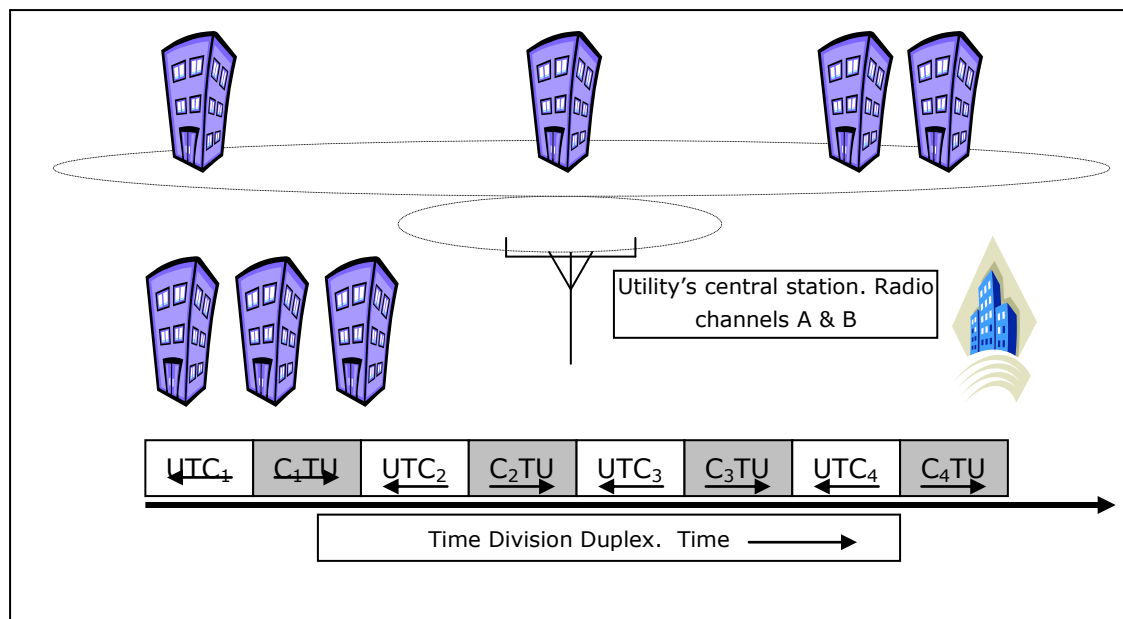 Utility’s central station. Radio
channels A & B
UTC₁ C₁TU UTC₂ C₂TU UTC₃ C₃TU UTC₄ C₄TU
Time Division Duplex. Time